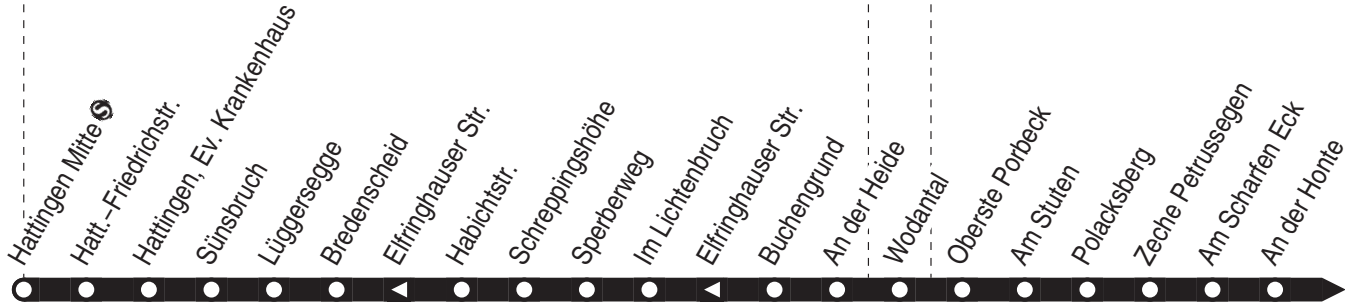 Hattingen Mitte S
Hatt.-Friedrichstr.
Hattingen, Ev. Krankenhaus
Sünsbruch
Lüggersegge
Bredenscheid
Elfringhauser Str.
Habichtstr.
Schreppingshöhe
Sperberweg
Im Lichtenbruch
Elfringhauser Str.
Buchengrund
An der Heide
Wodantal
Oberste Porbeck
Am Stuten
Polacksberg
Zeche Petrussegen
Am Scharfen Eck
An der Honte